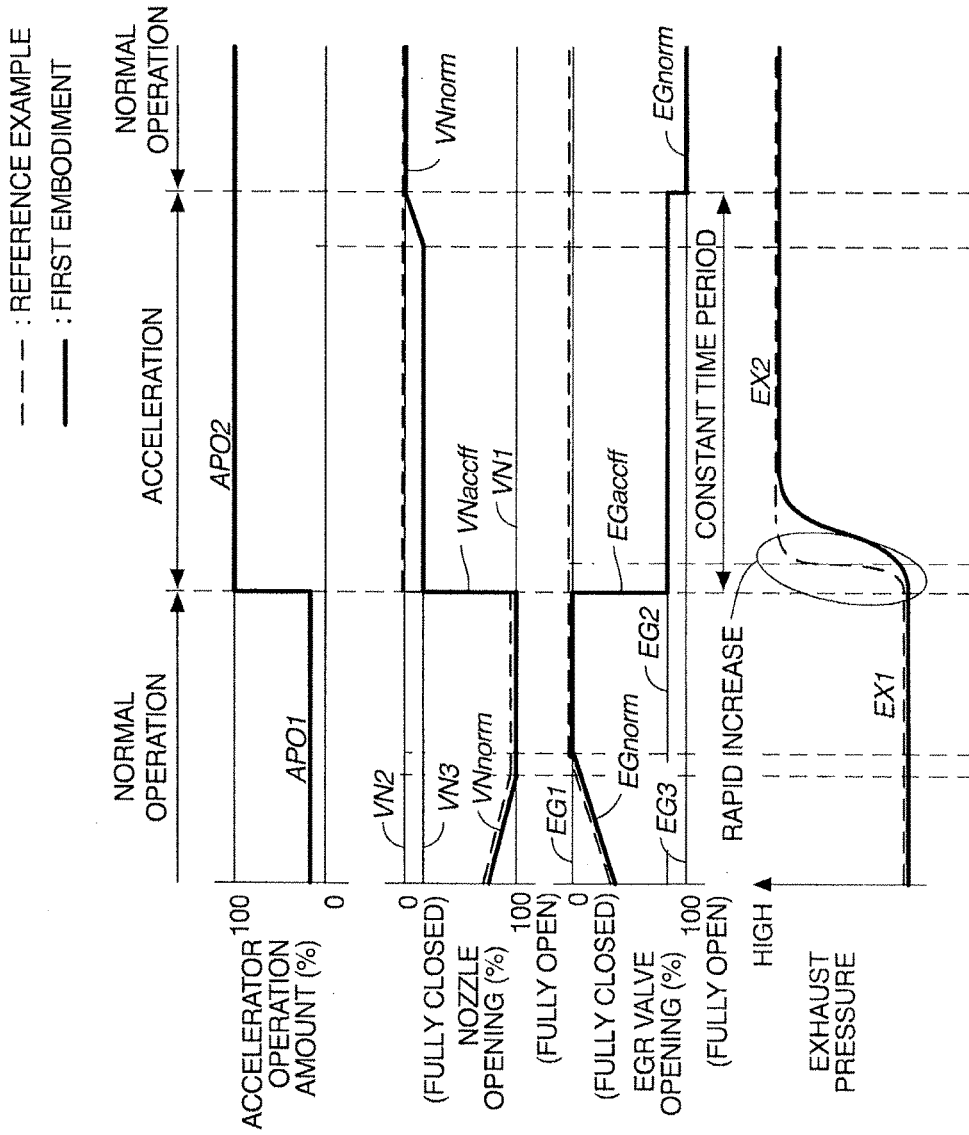 : REFERENCE EXAMPLE
: FIRST EMBODIMENT
NORMAL
OPERATION
ACCELERATION
NORMAL
OPERATION
ACCELERATOR
OPERATION
AMOUNT (%)
100
0
APO1
APO2
(FULLY CLOSED)
NOZZLE
OPENING (%)
(FULLY OPEN)
0
100
VN2
VN3
VNnorm
VNaccff
VN1
VNnorm
(FULLY CLOSED)
EGR VALVE
OPENING (%)
(FULLY OPEN)
0
100
EG1
EGnorm
EG3
EG2
EGaccff
EGnorm
CONSTANT TIME PERIOD
RAPID INCREASE
HIGH
EXHAUST
PRESSURE
EX1
EX2